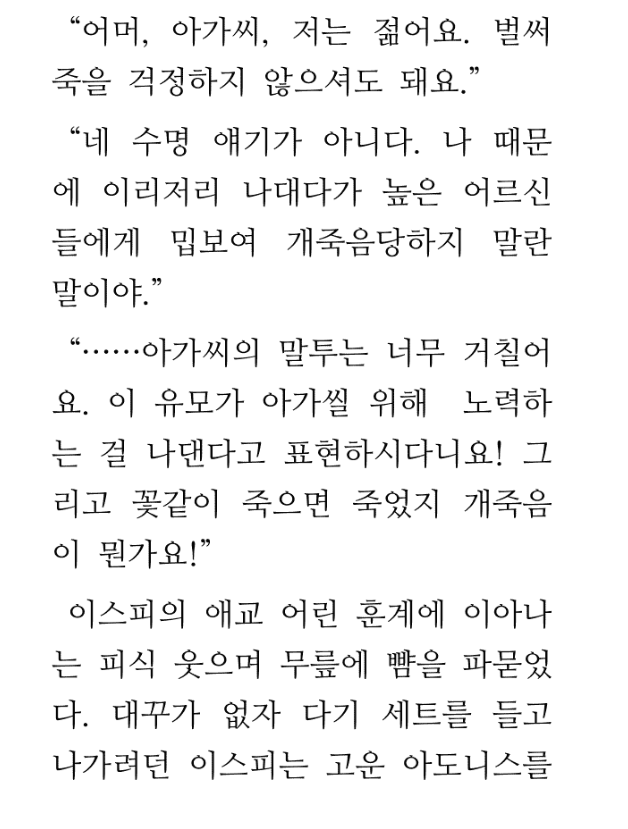 “어머, 아가씨, 저는 젊어요. 벌써
죽을 걱정하지 않으셔도 돼요.”
“네 수명 얘기가 아니다. 나 때문
에 이리저리 나대다가 높은 어르신
들에게 밉보여 개죽음당하지 말란
말이야.”
“……아가씨의 말투는 너무 거칠어
요. 이 유모가 아가씰 위해 노력하
는 걸 나댄다고 표현하시다니요! 그
리고 꽃같이 죽으면 죽었지 개죽음
이 뭔가요!”
이스피의 애교 어린 훈계에 이아나
는 피식 웃으며 무릎에 뺨을 파묻었
다. 대꾸가 없자 다기 세트를 들고
나가려던 이스피는 고운 아도니스를